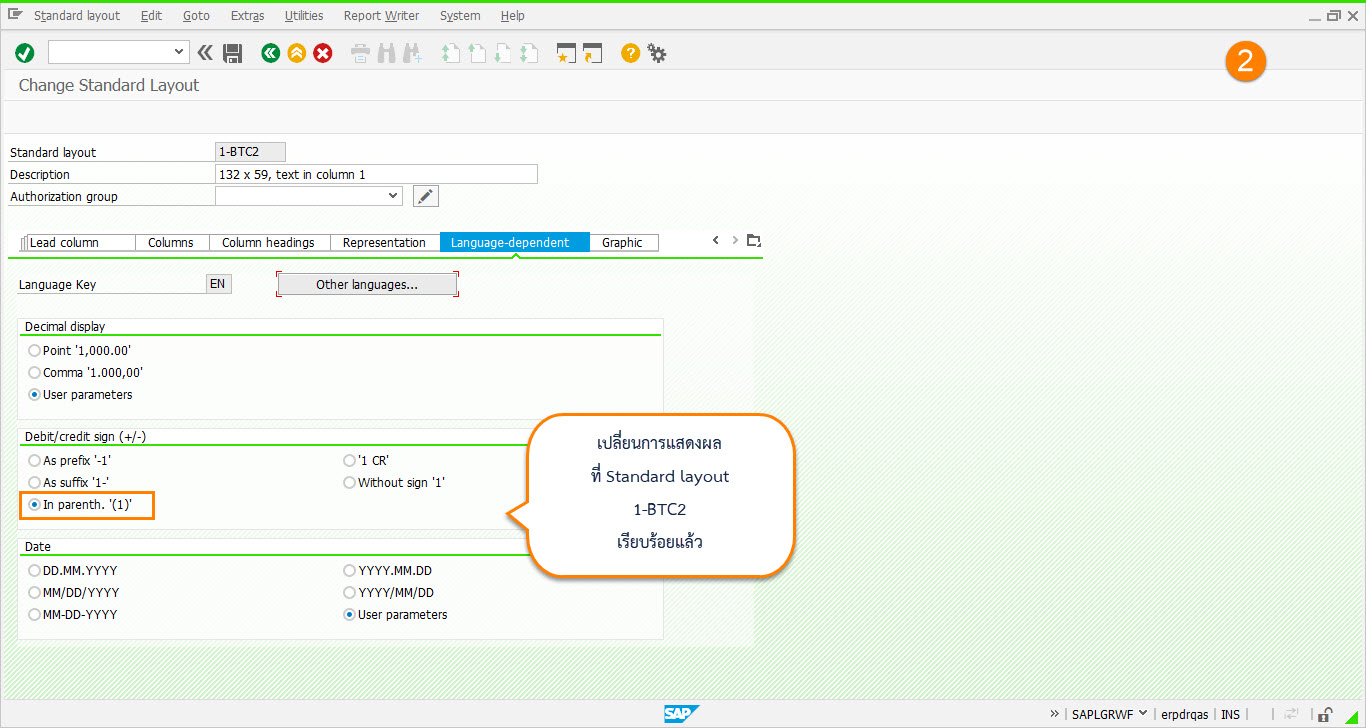 Standard layout Edit Goto Extras Utilities Report Writer System Help
2
Change Standard Layout
Standard layout 1-BTC2
Description 132 x 59, text in column 1
Authorization group
Lead column Columns Column headings Representation Language-dependent Graphic
Language Key EN Other languages...
Decimal display
Point '1,000.00'
Comma '1.000,00'
User parameters
Debit/credit sign (+/-)
As prefix '-1' '1 CR'
As suffix '1-' Without sign '1'
In parenth. '(1)'
เปลี่ยนการแสดงผล
ที่ Standard layout
1-BTC2
เรียบร้อยแล้ว
Date
DD.MM.YYYY YYYY.MM.DD
MM/DD/YYYY YYYY/MM/DD
MM-DD-YYYY User parameters
SAP SAPLGRWF erpdrqas INS